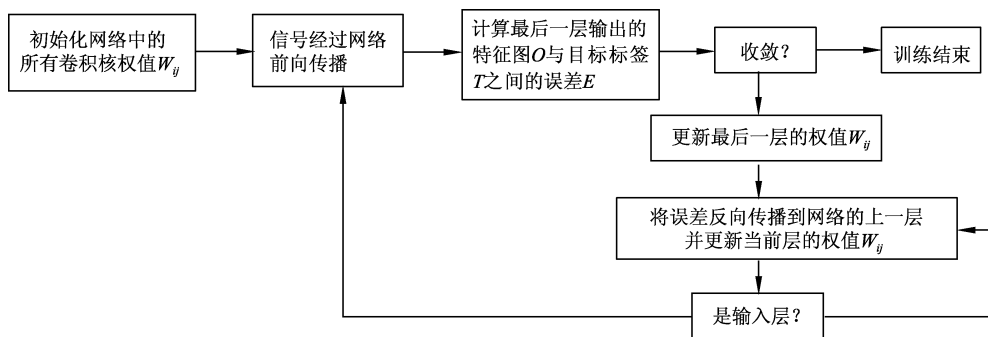 初始化网络中的
所有卷积核权值Wij
信号经过网络
前向传播
计算最后一层输出的
特征图O与目标标签
T之间的误差E
收敛?
训练结束
更新最后一层的权值Wij
将误差反向传播到网络的上一层
并更新当前层的权值Wij
是输入层?